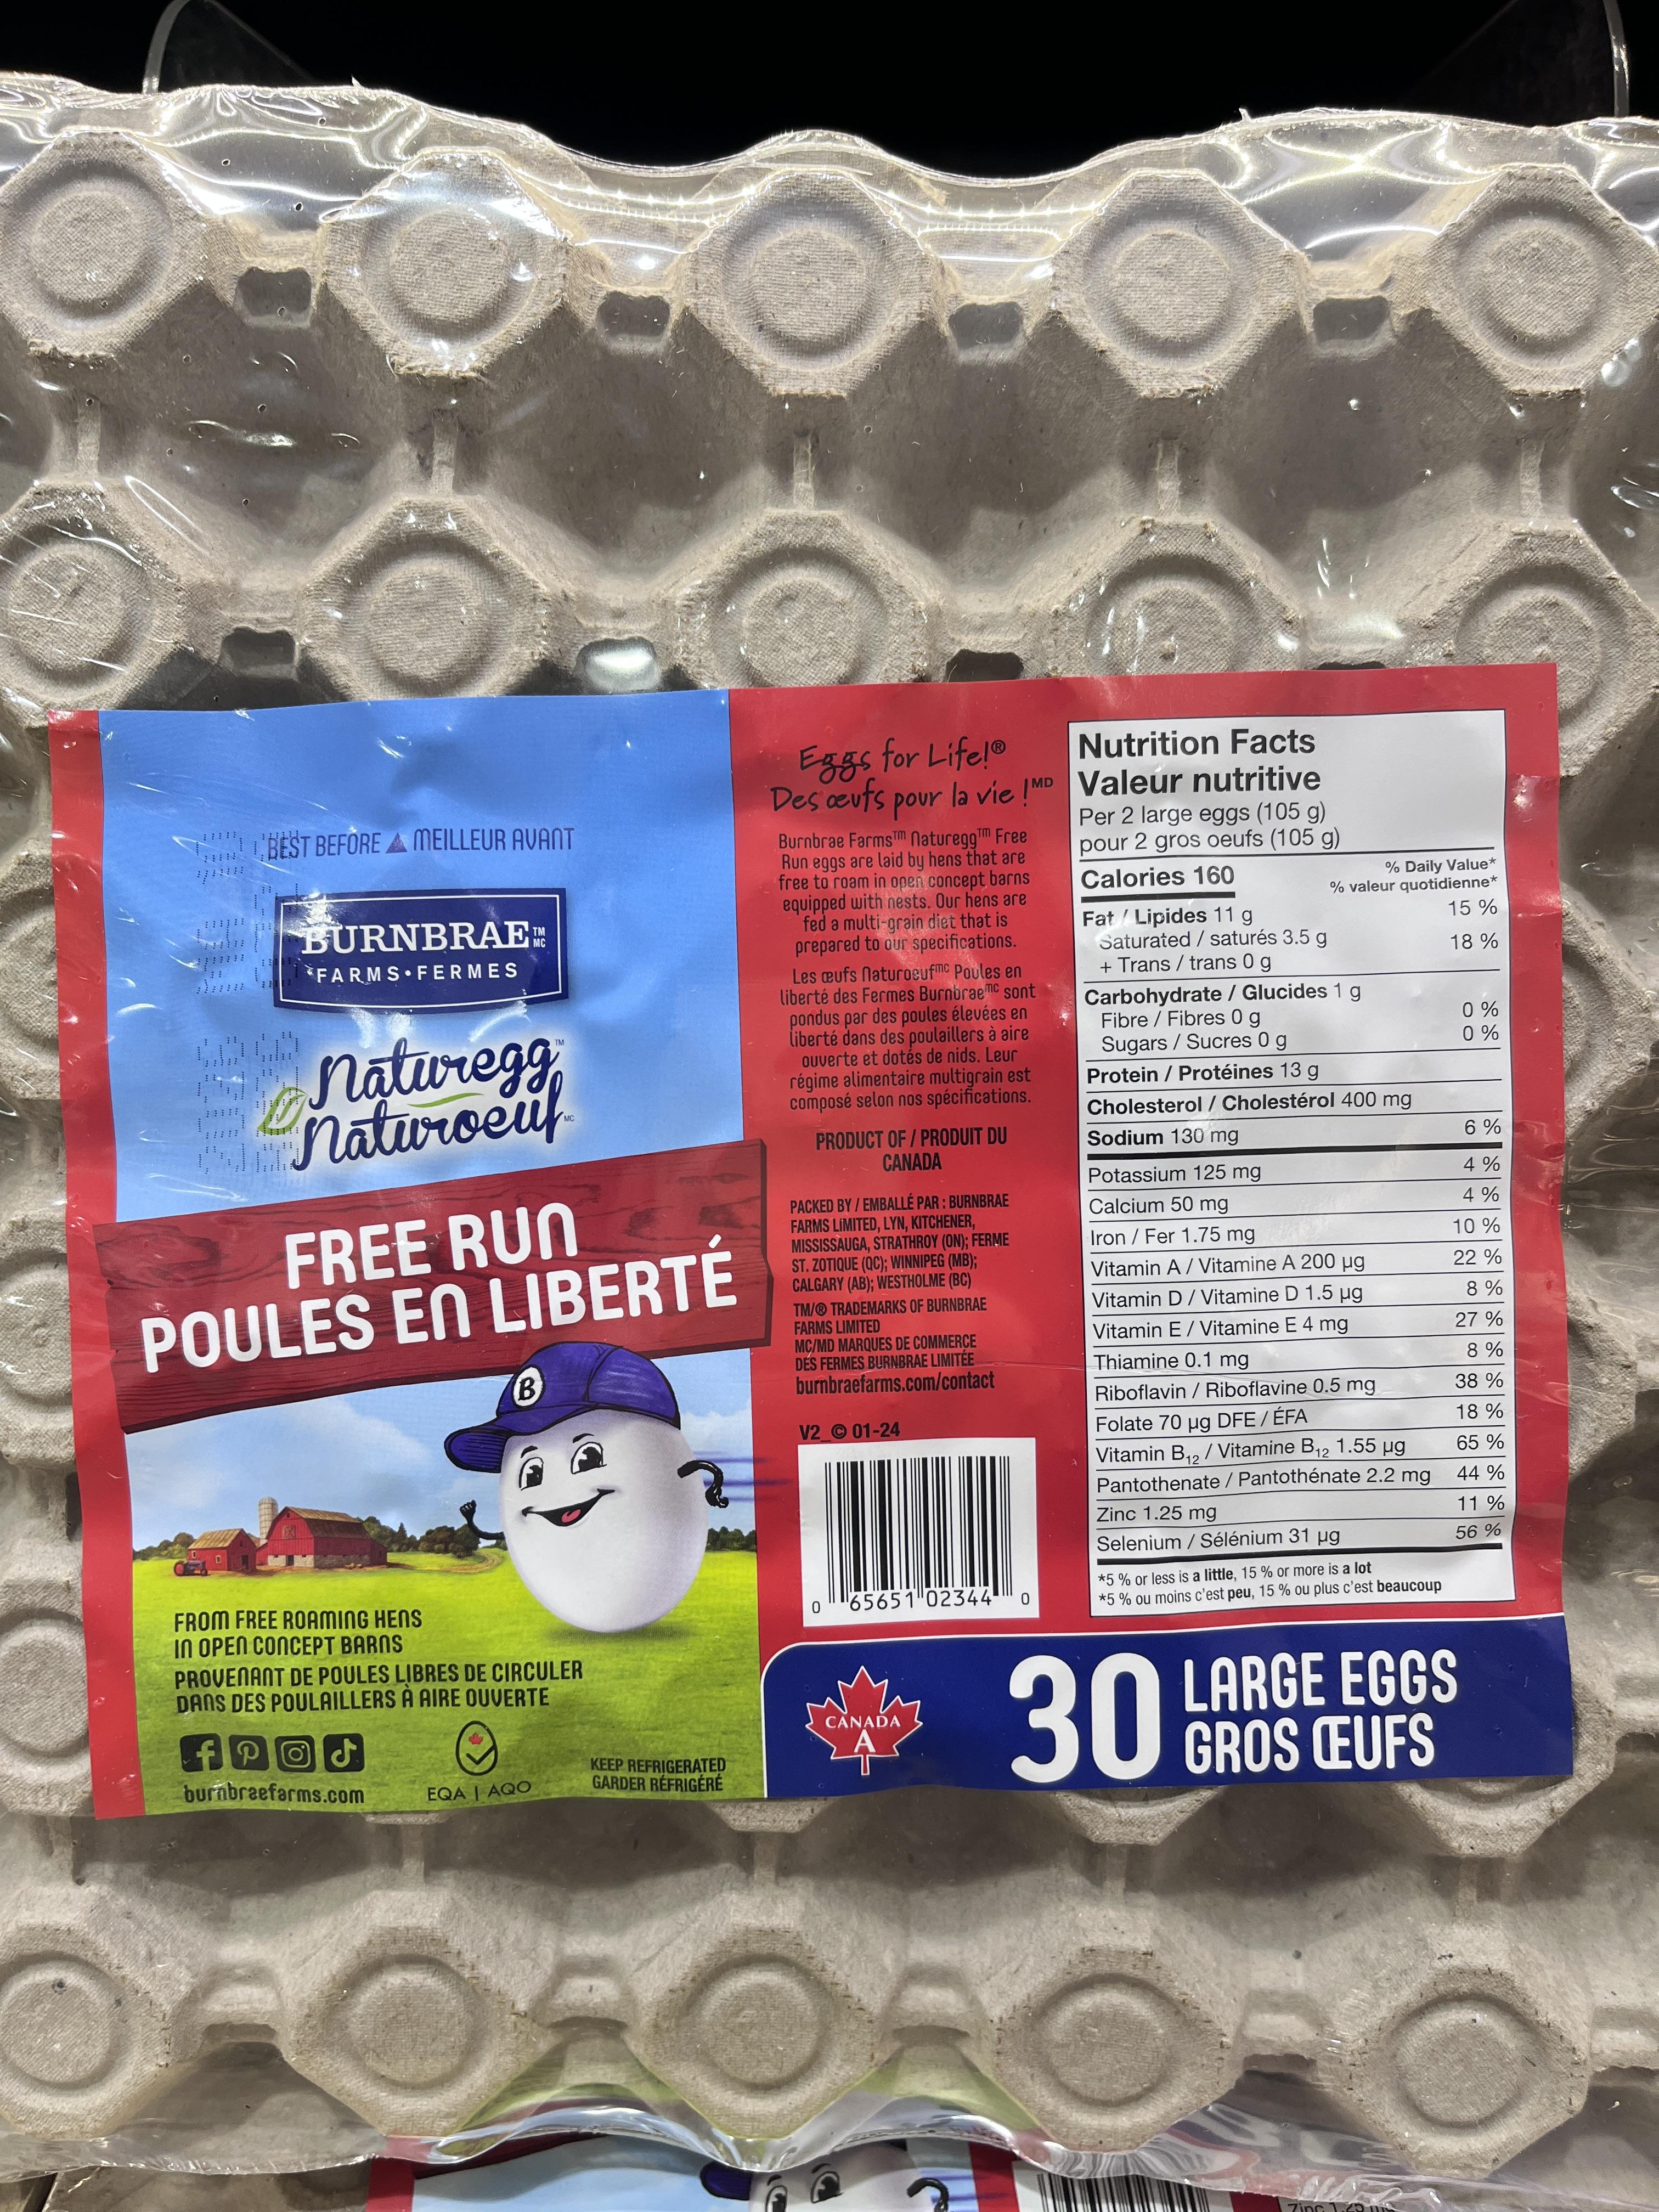 BEST BEFORE ▲ MEILLEUR AVANT
BURNBRAE TM MC
FARMS•FERMES
Naturegg™
Naturoeuf MC
FREE RUN
POULES EN LIBERTÉ
B
FROM FREE ROAMING HENS
IN OPEN CONCEPT BARNS
PROVENANT DE POULES LIBRES DE CIRCULER
DANS DES POULAILLERS À AIRE OUVERTE
burnbraefarms.com
EQA | AQO
KEEP REFRIGERATED
GARDER RÉFRIGÉRÉ
Eggs for Life!®
Des œufs pour la vie !MD
Burnbrae Farms™ Naturegg™ Free
Run eggs are laid by hens that are
free to roam in open concept barns
equipped with nests. Our hens are
fed a multi-grain diet that is
prepared to our specifications.
Les œufs Naturoeufmc Poules en
liberté des Fermes Burnbraemc sont
pondus par des poules élevées en
liberté dans des poulaillers à aire
ouverte et dotés de nids. Leur
régime alimentaire multigrain est
composé selon nos spécifications.
PRODUCT OF / PRODUIT DU
CANADA
PACKED BY / EMBALLÉ PAR : BURNBRAE
FARMS LIMITED, LYN, KITCHENER,
MISSISSAUGA, STRATHROY (ON); FERME
ST. ZOTIQUE (QC); WINNIPEG (MB);
CALGARY (AB); WESTHOLME (BC)
TM/® TRADEMARKS OF BURNBRAE
FARMS LIMITED
MC/MD MARQUES DE COMMERCE
DES FERMES BURNBRAE LIMITÉE
burnbraefarms.com/contact
V2_© 01-24
0 65651 02344 0
Nutrition Facts
Valeur nutritive
Per 2 large eggs (105 g)
pour 2 gros oeufs (105 g)
Calories 160
% Daily Value*
% valeur quotidienne*
Fat / Lipides 11 g 15 %
Saturated / saturés 3.5 g 18 %
+ Trans / trans 0 g
Carbohydrate / Glucides 1 g
Fibre / Fibres 0 g 0 %
Sugars / Sucres 0 g 0 %
Protein / Protéines 13 g
Cholesterol / Cholestérol 400 mg
Sodium 130 mg 6 %
Potassium 125 mg 4 %
Calcium 50 mg 4 %
Iron / Fer 1.75 mg 10 %
Vitamin A / Vitamine A 200 µg 22 %
Vitamin D / Vitamine D 1.5 µg 8 %
Vitamin E / Vitamine E 4 mg 27 %
Thiamine 0.1 mg 8 %
Riboflavin / Riboflavine 0.5 mg 38 %
Folate 70 µg DFE / ÉFA 18 %
Vitamin B12 / Vitamine B12 1.55 µg 65 %
Pantothenate / Pantothénate 2.2 mg 44 %
Zinc 1.25 mg 11 %
Selenium / Sélénium 31 µg 56 %
*5 % or less is a little, 15 % or more is a lot
*5 % ou moins c'est peu, 15 % ou plus c'est beaucoup
CANADA
A
30 LARGE EGGS
GROS ŒUFS
Zinc 1.25 mg